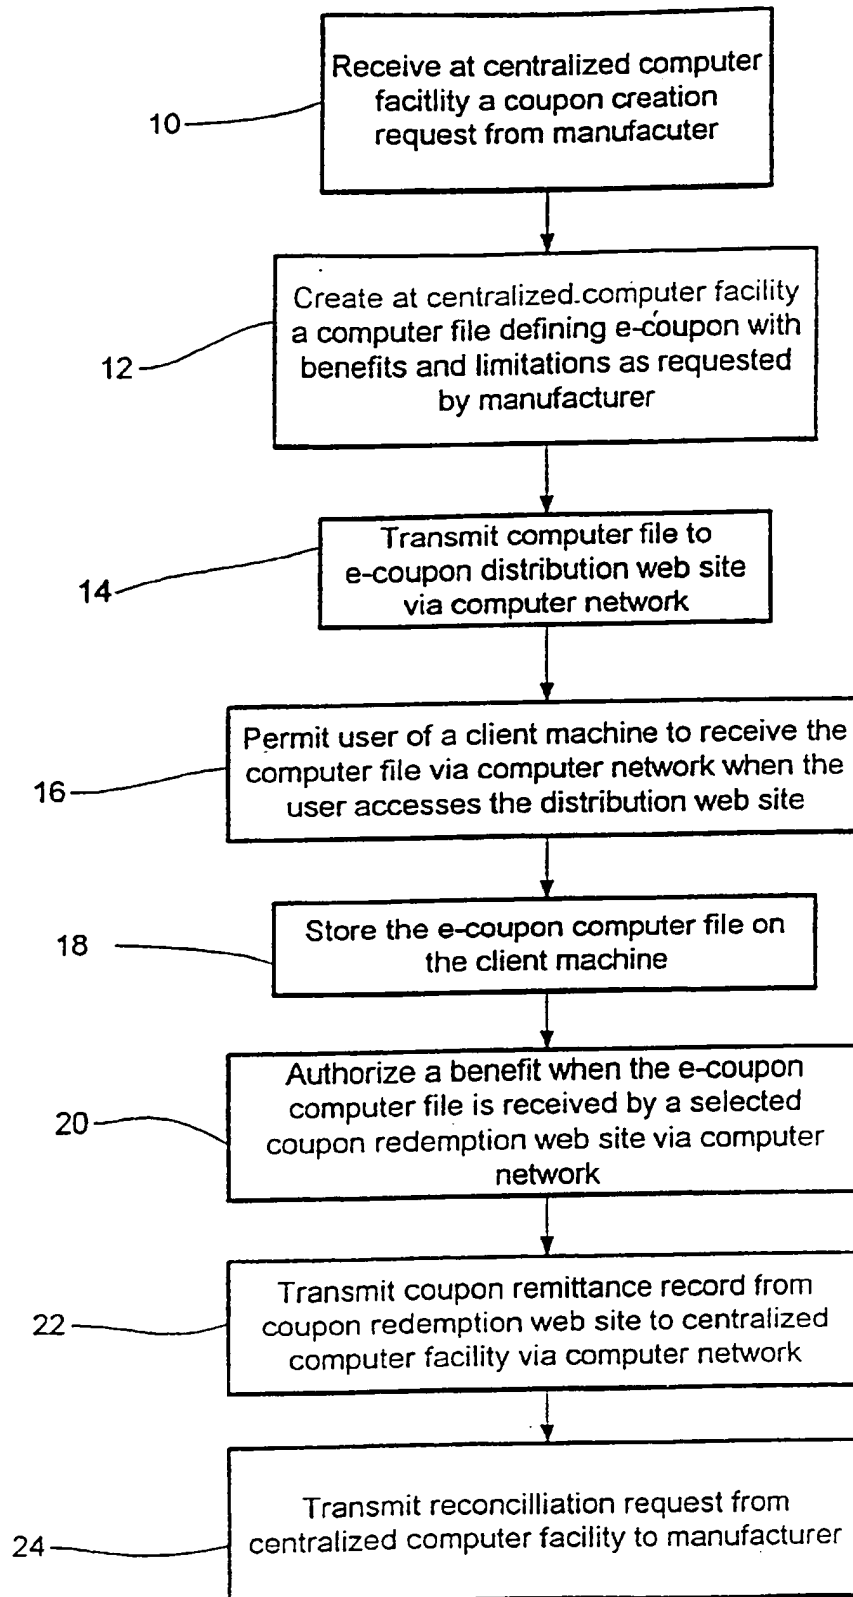 Receive at centralized computer
facitlity a coupon creation
request from manufacuter
10
Create at centralized computer facility
a computer file defining e-coupon with
benefits and limitations as requested
by manufacturer
12
Transmit computer file to
e-coupon distribution web site
via computer network
14
Permit user of a client machine to receive the
computer file via computer network when the
user accesses the distribution web site
16
Store the e-coupon computer file on
the client machine
18
Authorize a benefit when the e-coupon
computer file is received by a selected
coupon redemption web site via computer
network
20
Transmit coupon remittance record from
coupon redemption web site to centralized
computer facility via computer network
22
Transmit reconcilliation request from
centralized computer facility to manufacturer
24